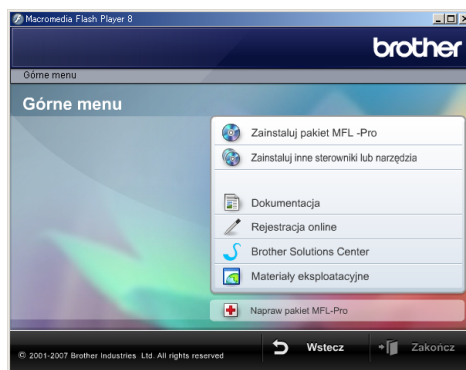 Macromedia Flash Player 8
brother
Górne menu
Górne menu
Zainstaluj pakiet MFL -Pro
Zainstaluj inne sterowniki lub narzędzia
Dokumentacja
Rejestracja online
Brother Solutions Center
Materiały eksploatacyjne
Napraw pakiet MFL-Pro
© 2001-2007 Brother Industries Ltd. All rights reserved
Wstecz
Zakończ